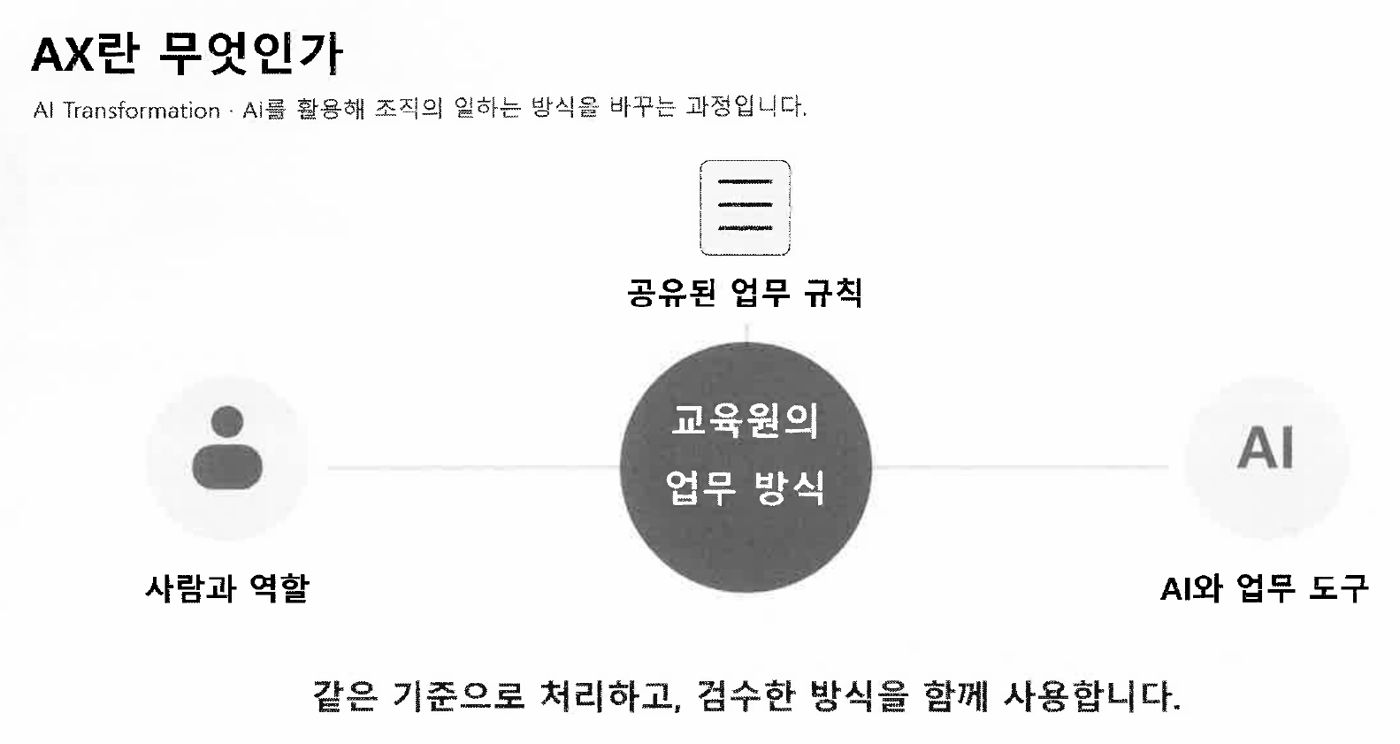 AX란 무엇인가
AI Transformation · AI를 활용해 조직의 일하는 방식을 바꾸는 과정입니다.
공유된 업무 규칙
교육원의
업무 방식
AI
사람과 역할
AI와 업무 도구
같은 기준으로 처리하고, 검수한 방식을 함께 사용합니다.